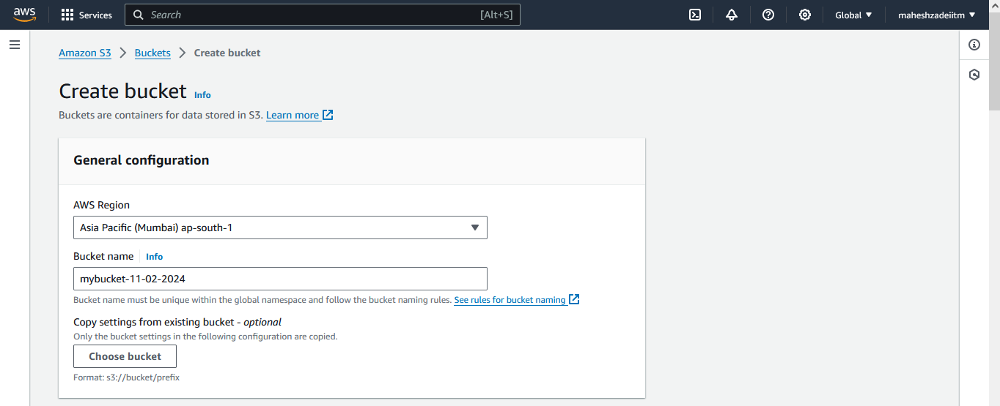 aws Services Search [Alt+S] Global maheshzadeiitm
Amazon S3 > Buckets > Create bucket
Create bucket Info
Buckets are containers for data stored in S3. Learn more
General configuration
AWS Region
Asia Pacific (Mumbai) ap-south-1
Bucket name Info
mybucket-11-02-2024
Bucket name must be unique within the global namespace and follow the bucket naming rules. See rules for bucket naming
Copy settings from existing bucket - optional
Only the bucket settings in the following configuration are copied.
Choose bucket
Format: s3://bucket/prefix